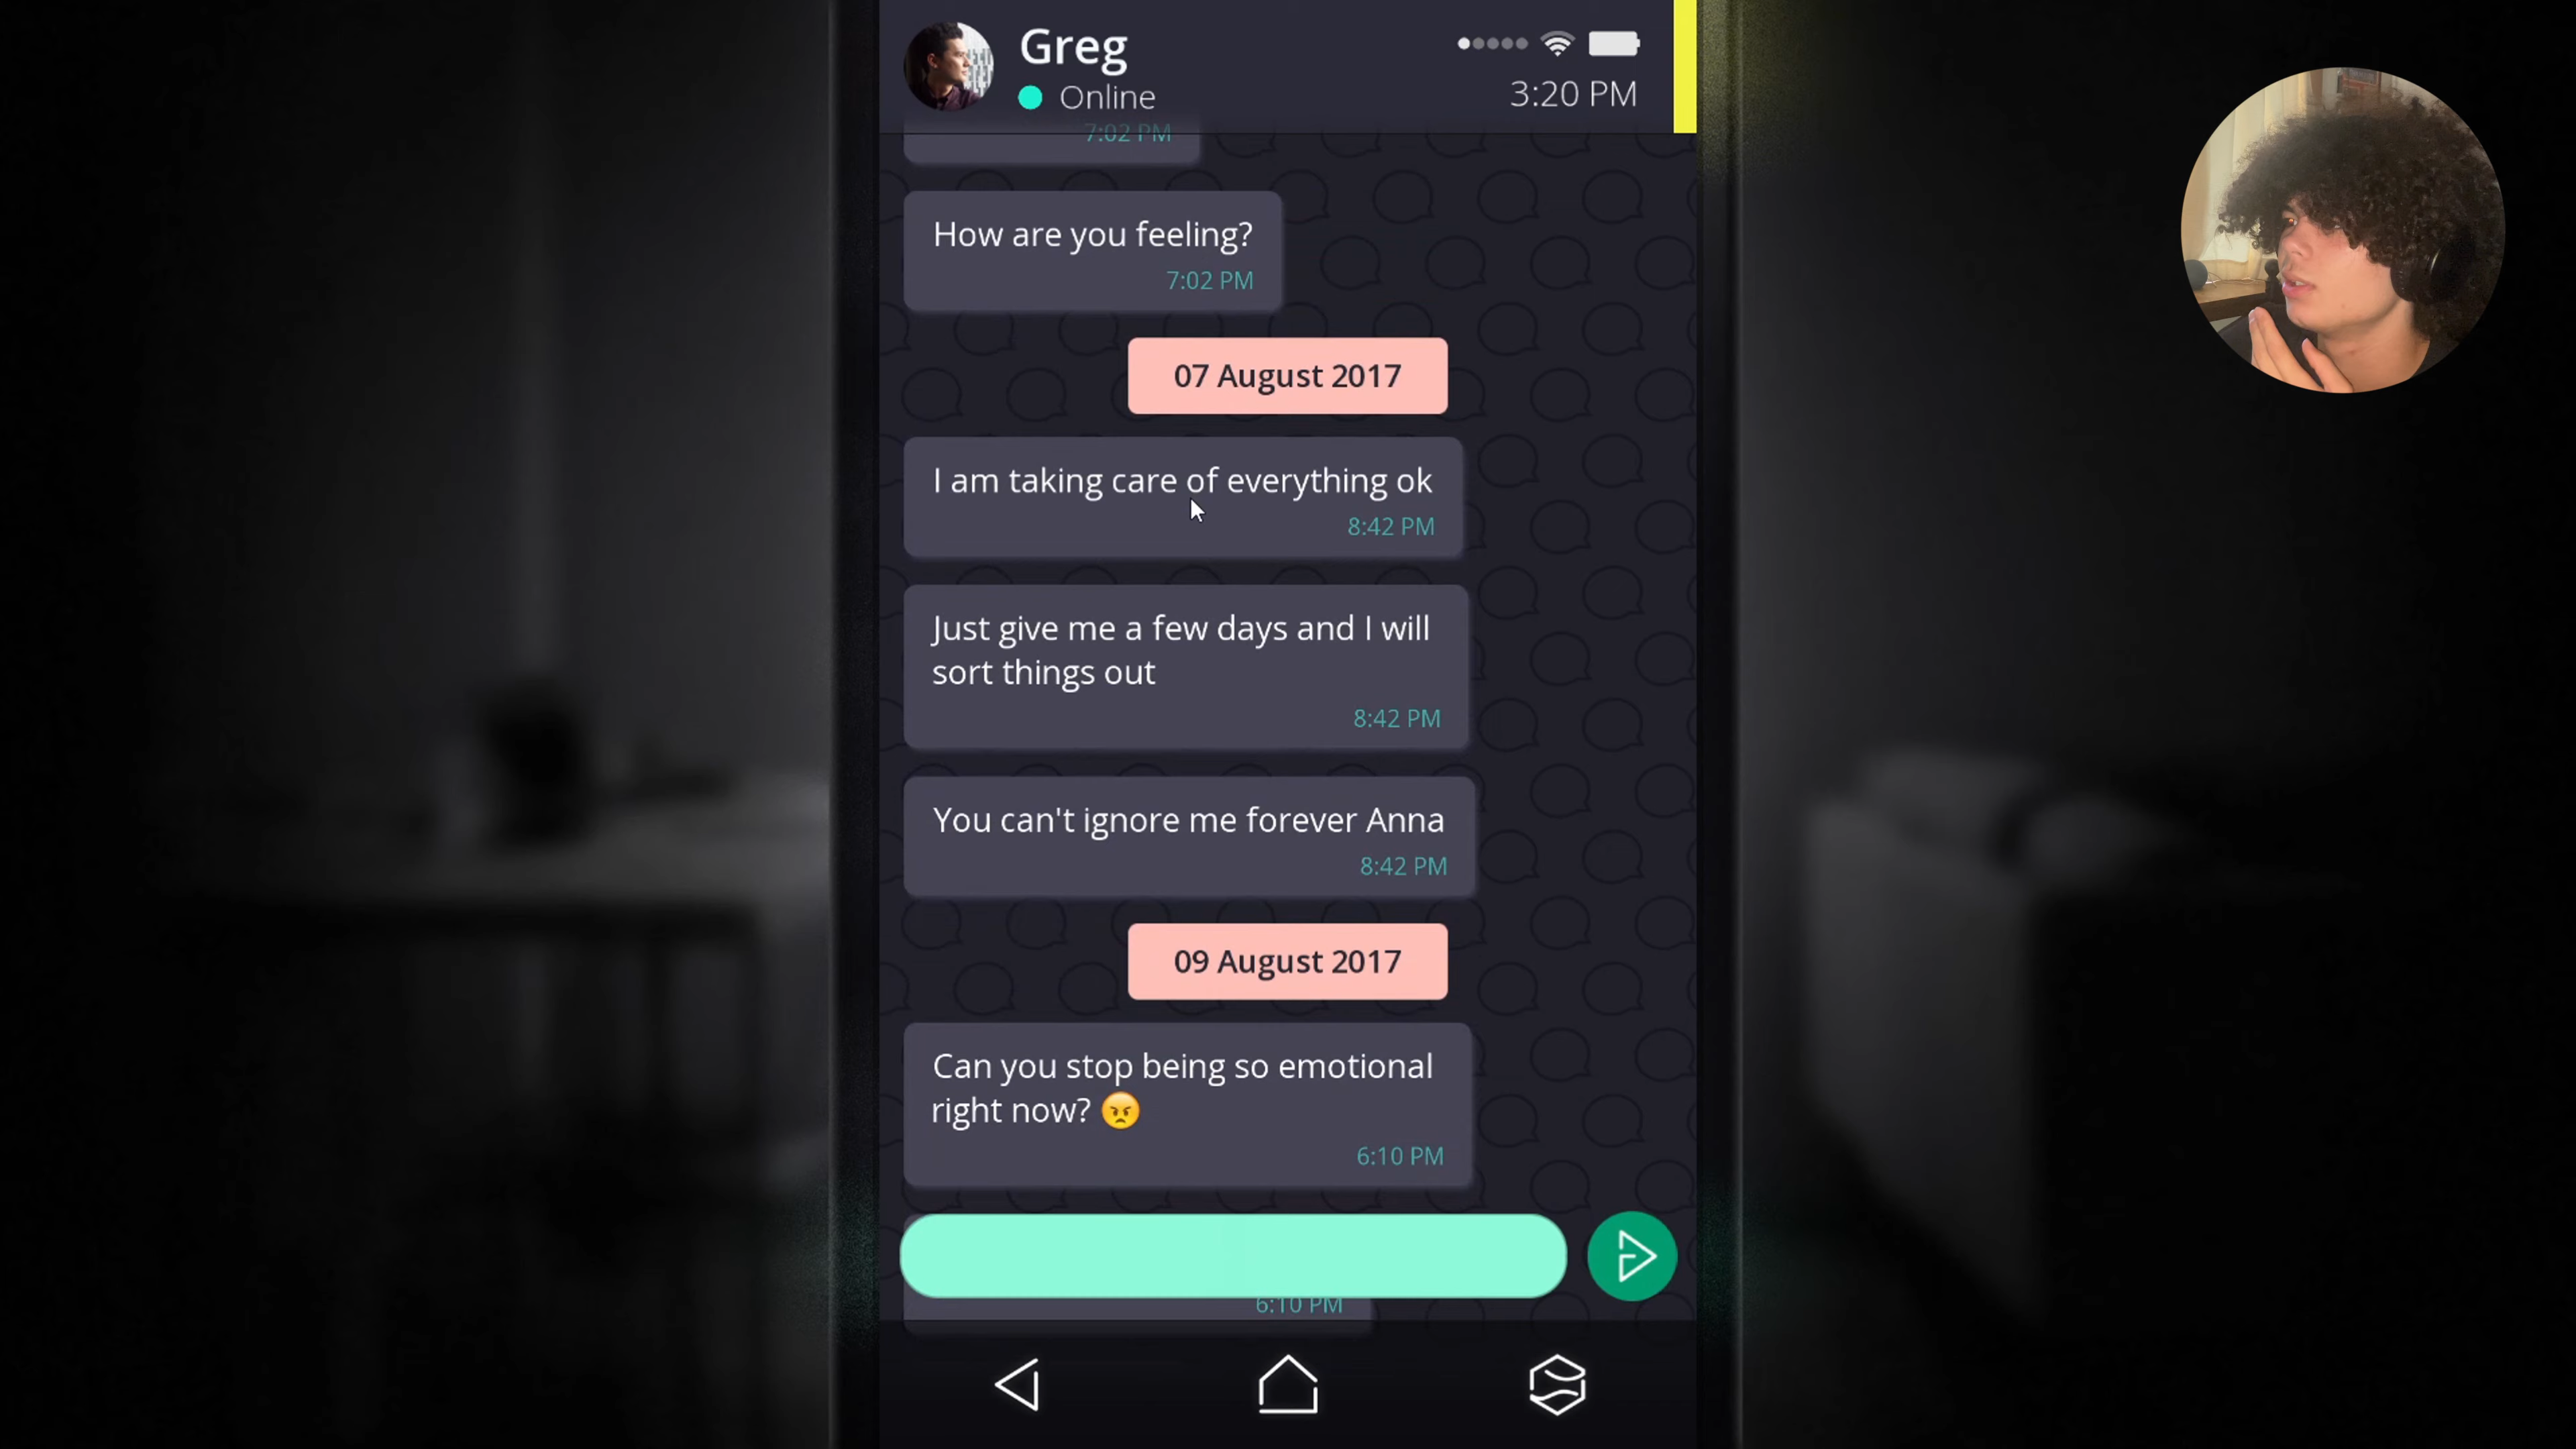 Greg
Online
3:20 PM
7:02 PM
How are you feeling?
7:02 PM
07 August 2017
I am taking care of everything ok
8:42 PM
Just give me a few days and I will
sort things out
8:42 PM
You can't ignore me forever Anna
8:42 PM
09 August 2017
Can you stop being so emotional
right now? 😠
6:10 PM
6:10 PM